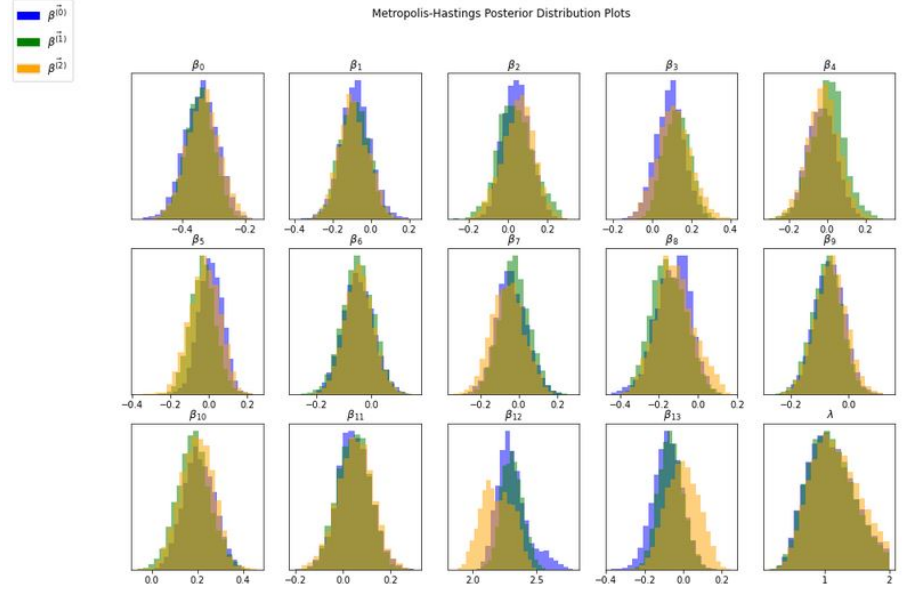 β⃗⁽⁰⁾
β⃗⁽¹⁾
β⃗⁽²⁾
Metropolis-Hastings Posterior Distribution Plots
β₀ β₁ β₂ β₃ β₄
−0.4 −0.2 −0.4 −0.2 0.0 0.2 −0.2 0.0 0.2 −0.2 0.0 0.2 0.4 −0.2 0.0 0.2
β₅ β₆ β₇ β₈ β₉
−0.4 −0.2 0.0 0.2 −0.2 0.0 −0.2 0.0 0.2 −0.4 −0.2 0.0 0.2 −0.2 0.0
β₁₀ β₁₁ β₁₂ β₁₃ λ
0.0 0.2 0.4 −0.2 0.0 0.2 2.0 2.5 −0.4 −0.2 0.0 0.2 1 2